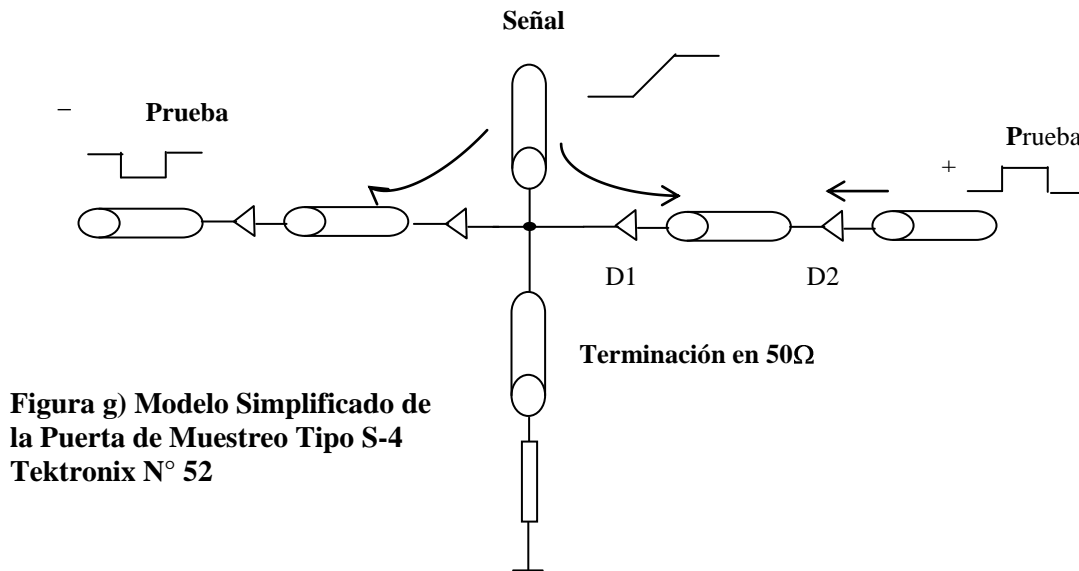 Señal
– Prueba
Prueba
+
D1 D2
Terminación en 50Ω
Figura g) Modelo Simplificado de
la Puerta de Muestreo Tipo S-4
Tektronix N° 52